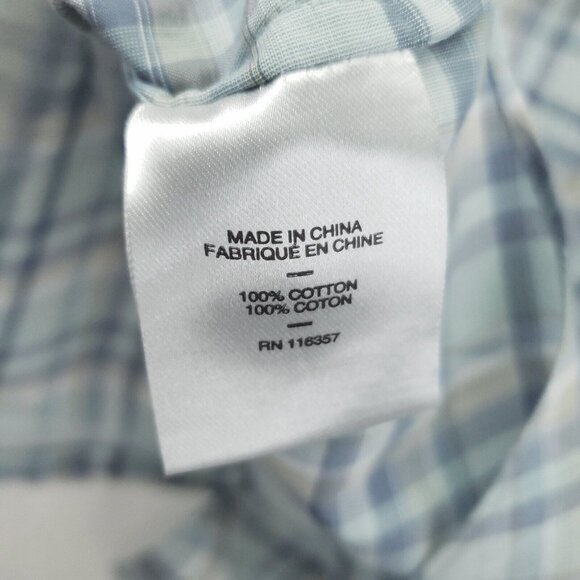 MADE IN CHINA
FABRIQUÉ EN CHINE
100% COTTON
100% COTON
RN 116357